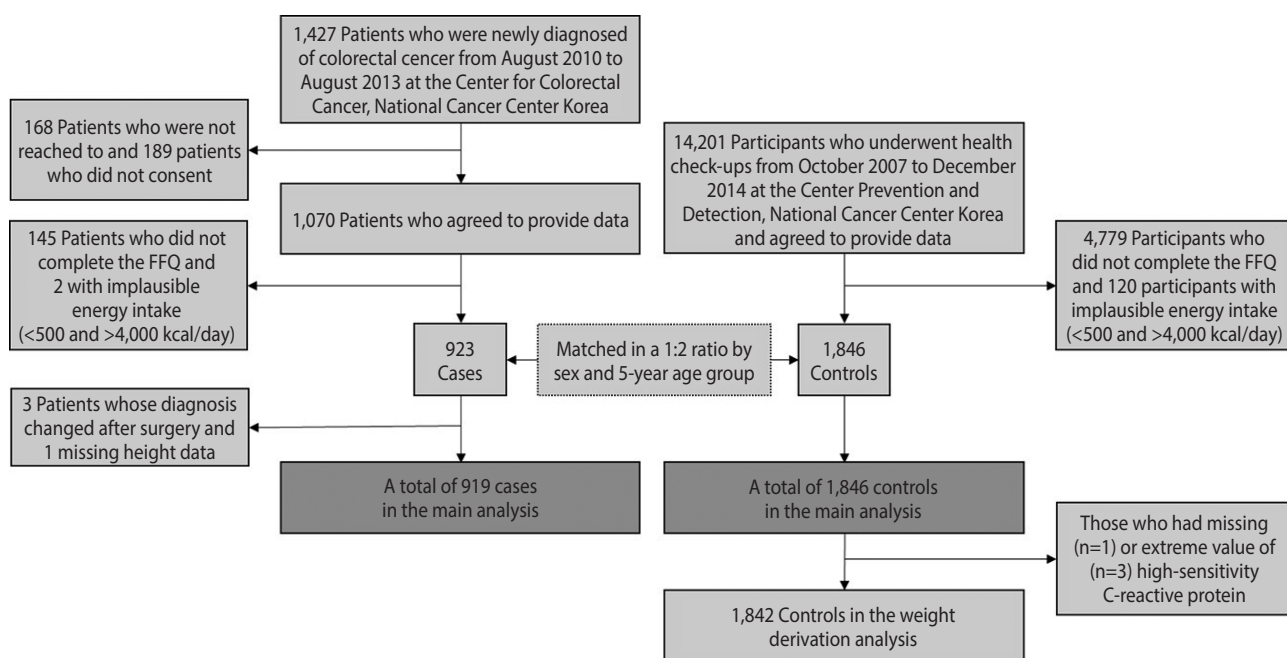 1,427 Patients who were newly diagnosed
of colorectal cencer from August 2010 to
August 2013 at the Center for Colorectal
Cancer, National Cancer Center Korea
168 Patients who were not
reached to and 189 patients
who did not consent
14,201 Participants who underwent health
check-ups from October 2007 to December
2014 at the Center Prevention and
Detection, National Cancer Center Korea
and agreed to provide data
1,070 Patients who agreed to provide data
145 Patients who did not
complete the FFQ and
2 with implausible
energy intake
(<500 and >4,000 kcal/day)
4,779 Participants who
did not complete the FFQ
and 120 participants with
implausible energy intake
(<500 and >4,000 kcal/day)
923
Cases
Matched in a 1:2 ratio by
sex and 5-year age group
1,846
Controls
3 Patients whose diagnosis
changed after surgery and
1 missing height data
A total of 919 cases
in the main analysis
A total of 1,846 controls
in the main analysis
Those who had missing
(n=1) or extreme value of
(n=3) high-sensitivity
C-reactive protein
1,842 Controls in the weight
derivation analysis